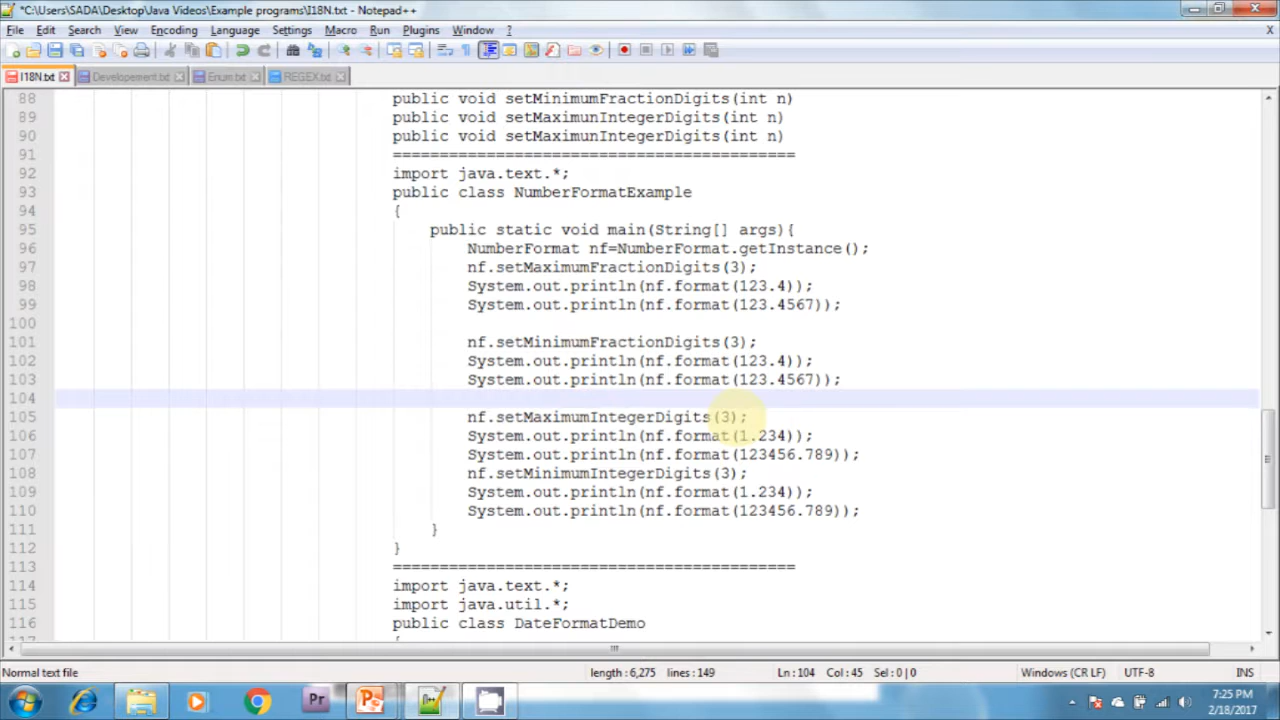 *C:\Users\SADA\Desktop\Java Videos\Example programs\I18N.txt - Notepad++
File Edit Search View Encoding Language Settings Macro Run Plugins Window ? X
I18N.txt Developement.txt Enum.txt REGEX.txt
88 public void setMinimumFractionDigits(int n)
89 public void setMaximunIntegerDigits(int n)
90 public void setMaximunIntegerDigits(int n)
91 ===========================================
92 import java.text.*;
93 public class NumberFormatExample
94 {
95 public static void main(String[] args){
96 NumberFormat nf=NumberFormat.getInstance();
97 nf.setMaximumFractionDigits(3);
98 System.out.println(nf.format(123.4));
99 System.out.println(nf.format(123.4567));
100
101 nf.setMinimumFractionDigits(3);
102 System.out.println(nf.format(123.4));
103 System.out.println(nf.format(123.4567));
104
105 nf.setMaximumIntegerDigits(3);
106 System.out.println(nf.format(1.234));
107 System.out.println(nf.format(123456.789));
108 nf.setMinimumIntegerDigits(3);
109 System.out.println(nf.format(1.234));
110 System.out.println(nf.format(123456.789));
111 }
112 }
113 ===========================================
114 import java.text.*;
115 import java.util.*;
116 public class DateFormatDemo
117 {
Normal text file length : 6,275 lines : 149 Ln : 104 Col : 45 Sel : 0 | 0 Windows (CR LF) UTF-8 INS
Pr
7:25 PM
2/18/2017